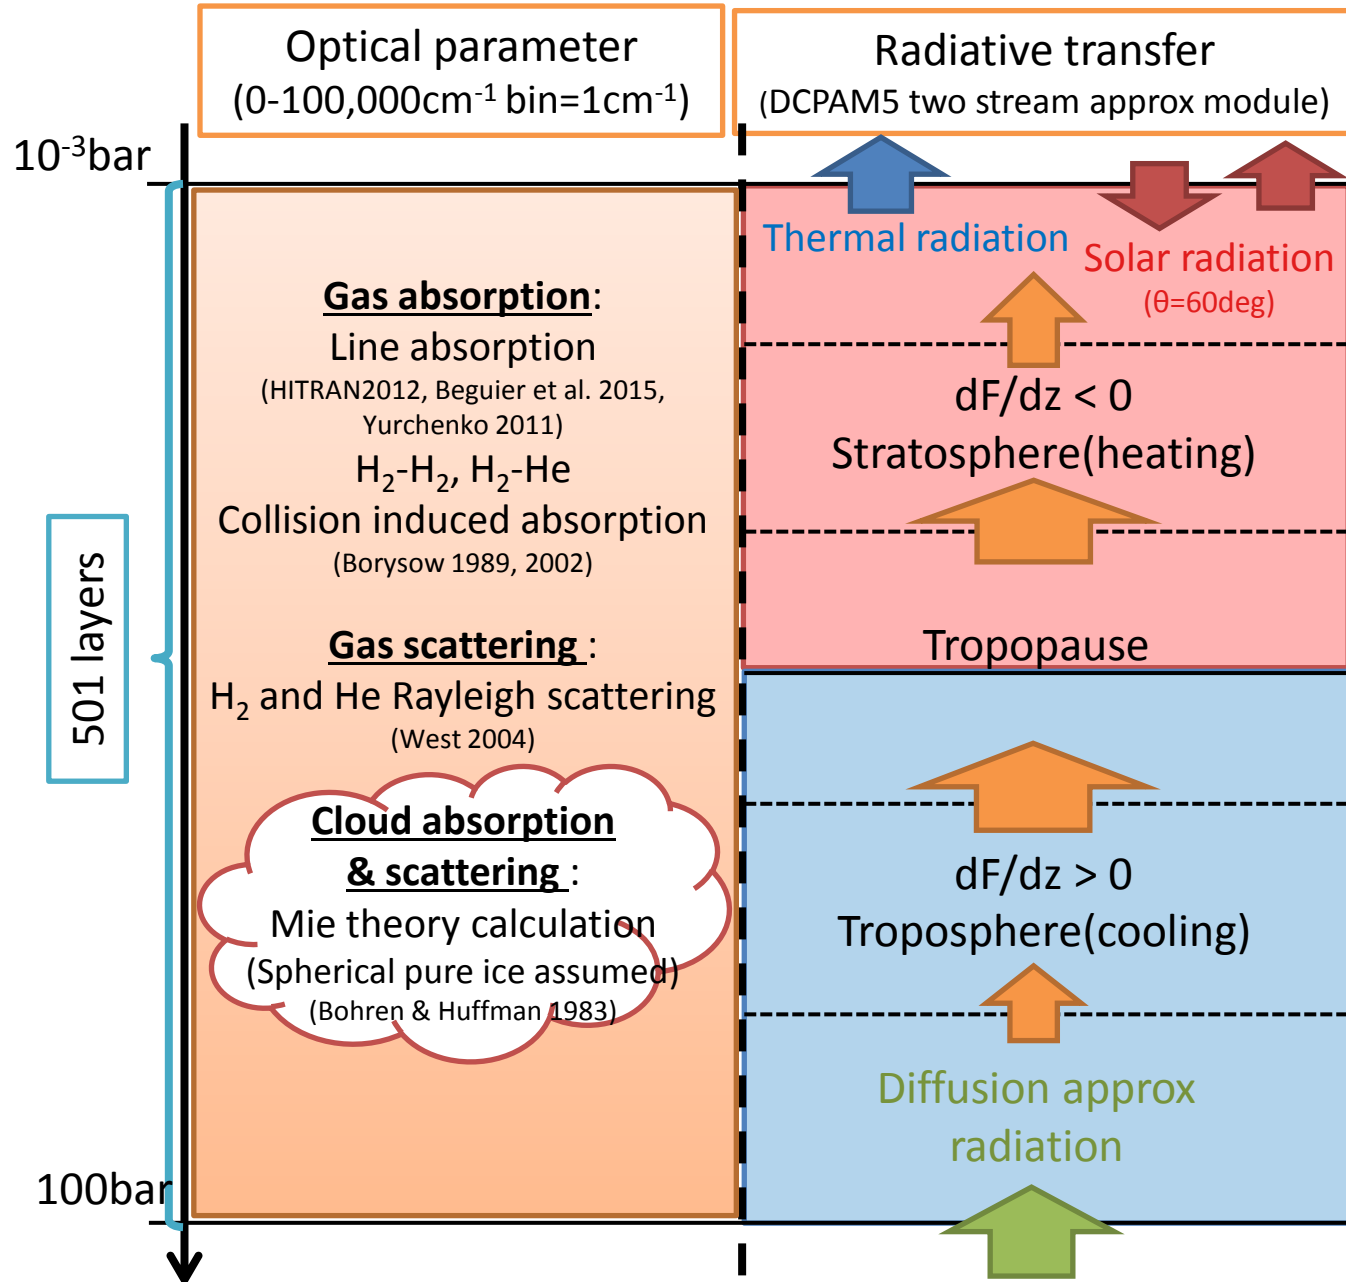 Optical parameter
(0-100,000cm⁻¹ bin=1cm⁻¹)
Radiative transfer
(DCPAM5 two stream approx module)
10⁻³bar
501 layers
100bar
Gas absorption:
Line absorption
(HITRAN2012, Beguier et al. 2015,
Yurchenko 2011)
H₂-H₂, H₂-He
Collision induced absorption
(Borysow 1989, 2002)
Gas scattering :
H₂ and He Rayleigh scattering
(West 2004)
Cloud absorption
& scattering :
Mie theory calculation
(Spherical pure ice assumed)
(Bohren & Huffman 1983)
Thermal radiation
Solar radiation
(θ=60deg)
dF/dz < 0
Stratosphere(heating)
Tropopause
dF/dz > 0
Troposphere(cooling)
Diffusion approx
radiation